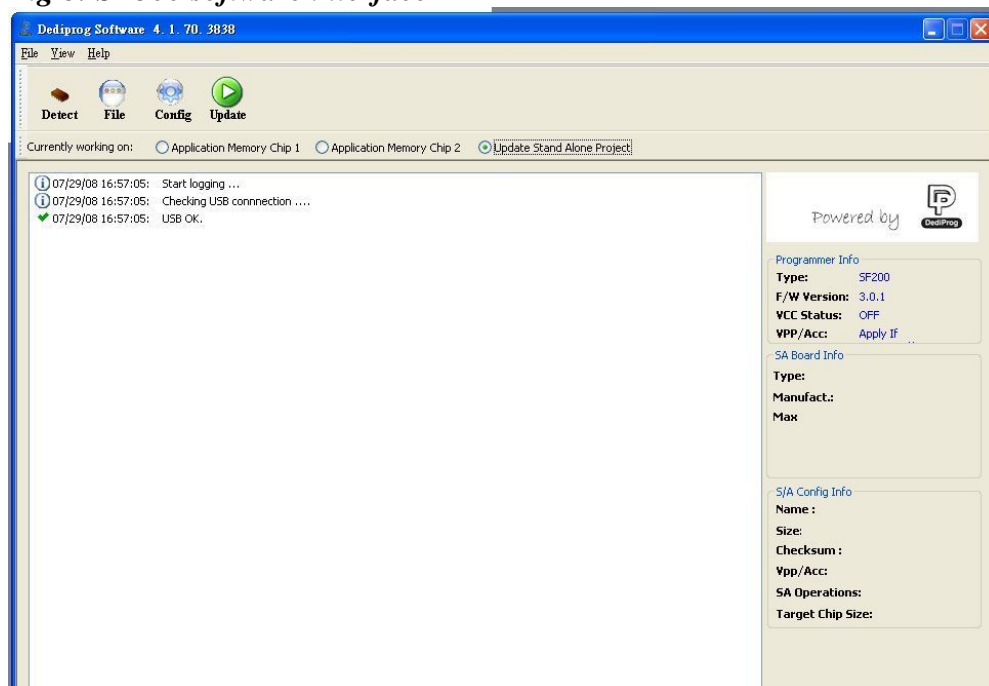 Dediprog Software 4. 1. 70. 3838
File View Help
Detect File Config Update
Currently working on: Application Memory Chip 1 Application Memory Chip 2 Update Stand Alone Project
07/29/08 16:57:05: Start logging ...
07/29/08 16:57:05: Checking USB connnection ....
07/29/08 16:57:05: USB OK.
Powered by DediProg
Programmer Info
Type: SF200
F/W Version: 3.0.1
VCC Status: OFF
VPP/Acc: Apply If
SA Board Info
Type:
Manufact.:
Max
S/A Config Info
Name :
Size:
Checksum :
Vpp/Acc:
SA Operations:
Target Chip Size: